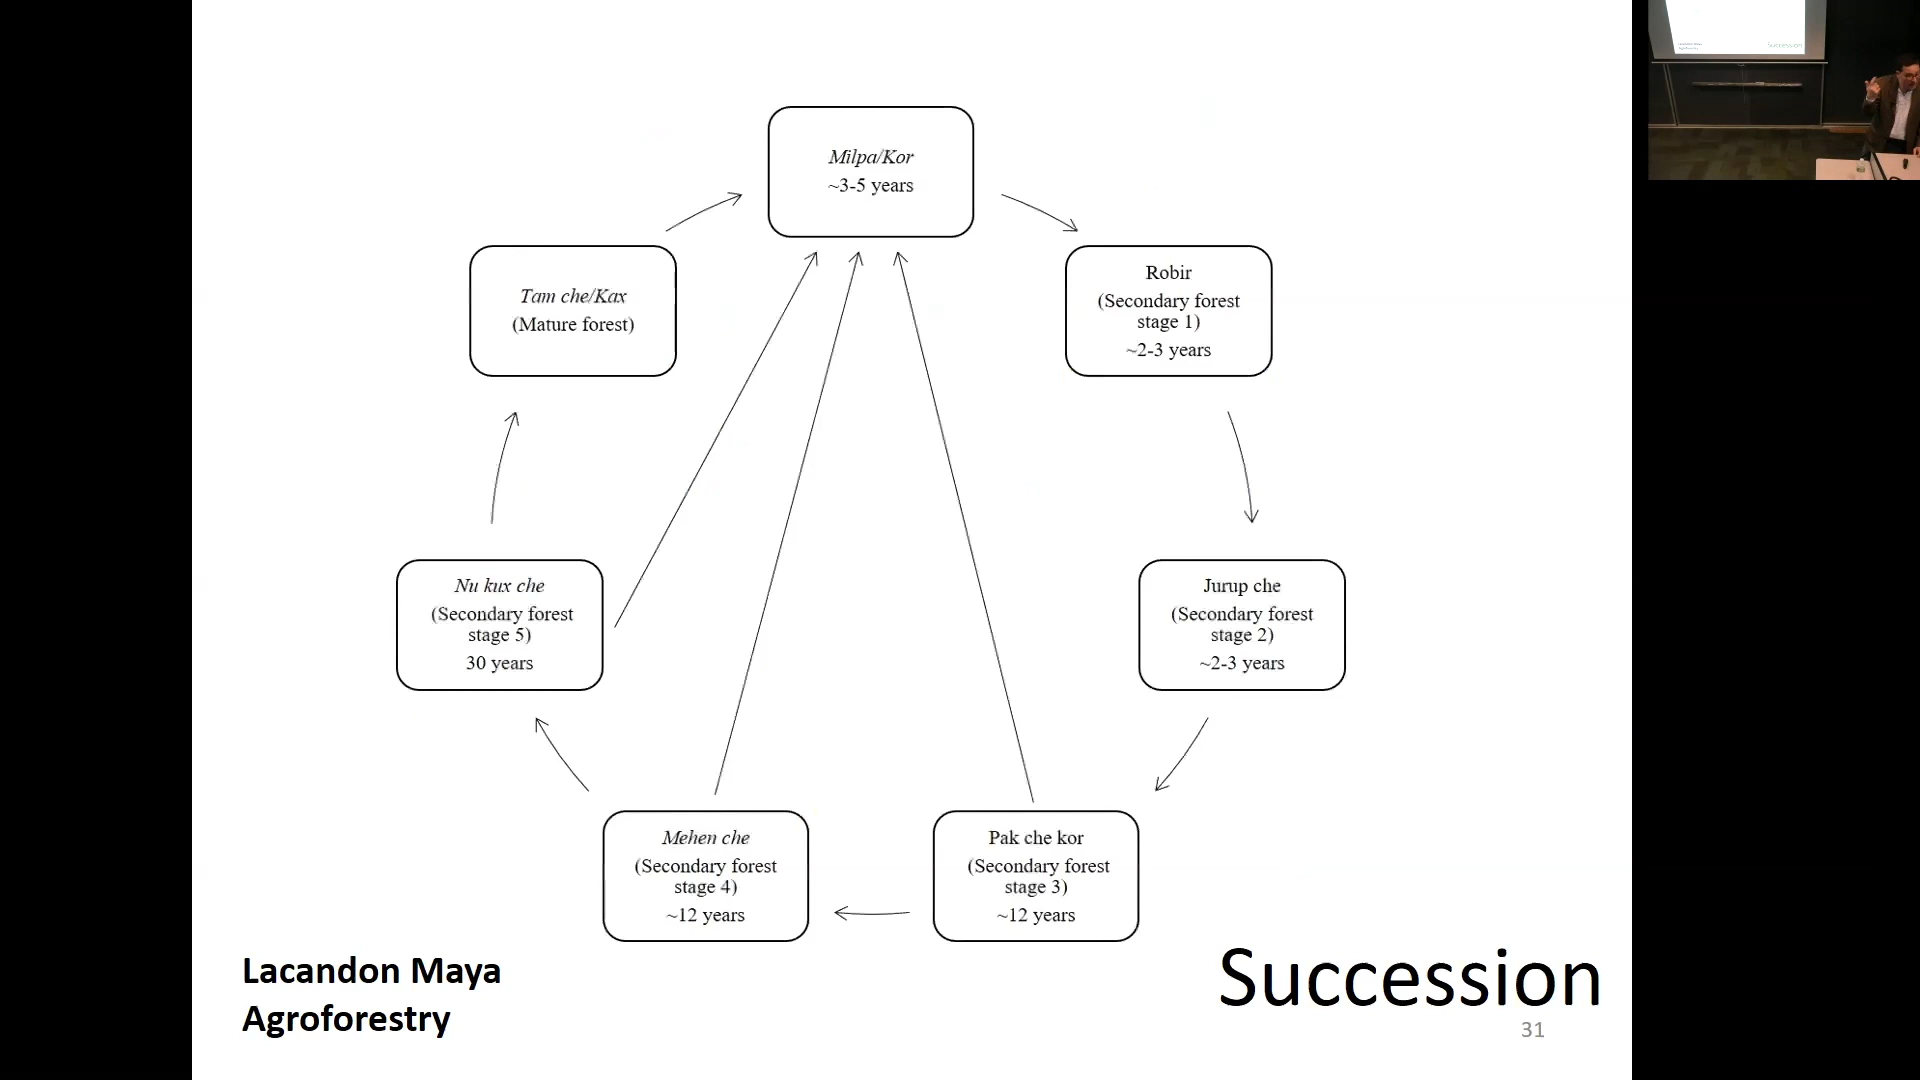 Milpa/Kor
~3-5 years
Tam che/Kax
(Mature forest)
Robir
(Secondary forest
stage 1)
~2-3 years
Nu kux che
(Secondary forest
stage 5)
30 years
Jurup che
(Secondary forest
stage 2)
~2-3 years
Mehen che
(Secondary forest
stage 4)
~12 years
Pak che kor
(Secondary forest
stage 3)
~12 years
Lacandon Maya
Agroforestry
Succession
31
Succession